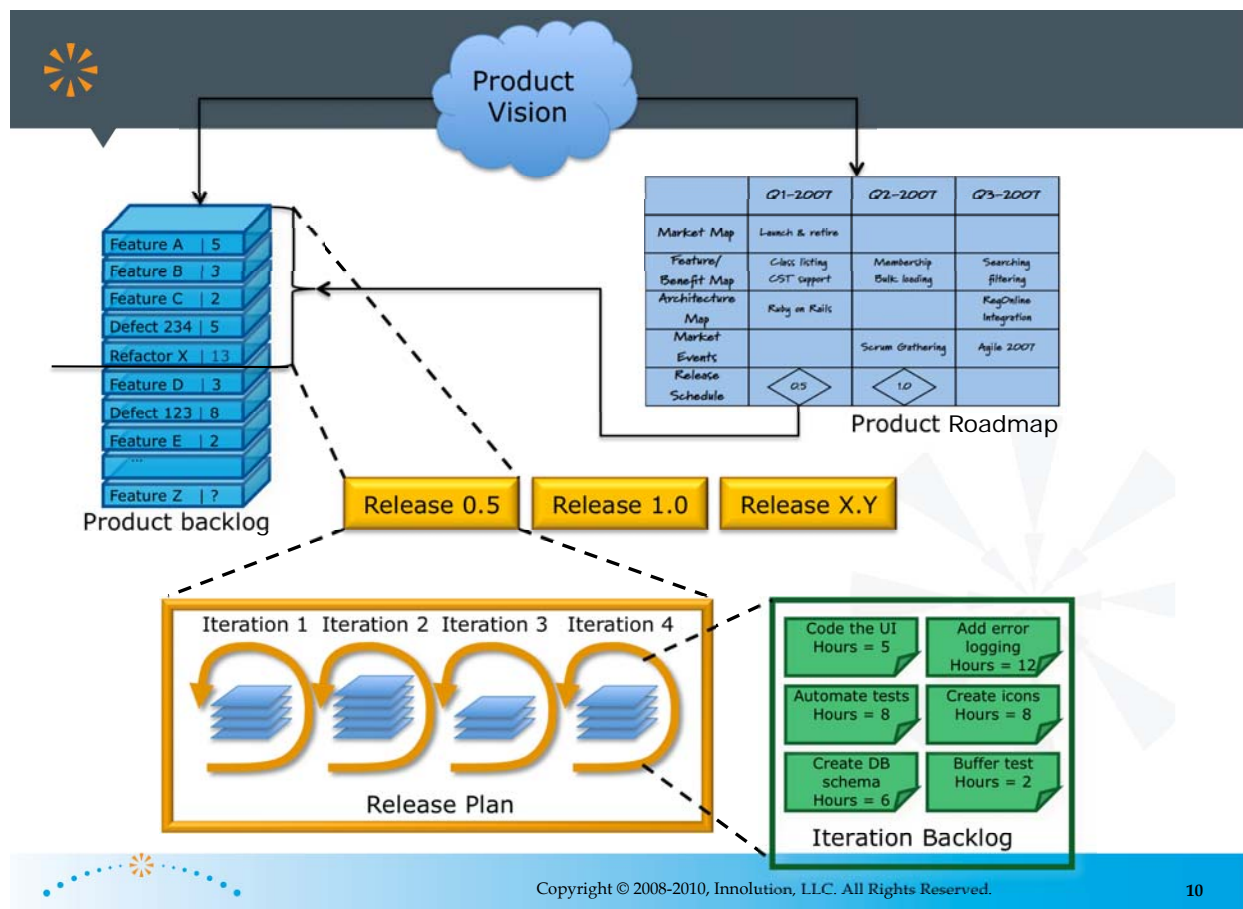 Product
Vision
Feature A | 5
Feature B | 3
Feature C | 2
Defect 234 | 5
Refactor X | 13
Feature D | 3
Defect 123 | 8
Feature E | 2
...
Feature Z | ?
Product backlog
Q1-2007 Q2-2007 Q3-2007
Market Map Launch & retire
Feature/ Class listing Membership Searching
Benefit Map CST support Bulk loading filtering
Architecture Ruby on Rails RegOnline
Map Integration
Market Scrum Gathering Agile 2007
Events
Release 0.5 1.0
Schedule
Product Roadmap
Release 0.5 Release 1.0 Release X.Y
Iteration 1 Iteration 2 Iteration 3 Iteration 4
Release Plan
Code the UI
Hours = 5
Add error
logging
Hours = 12
Automate tests
Hours = 8
Create icons
Hours = 8
Create DB
schema
Hours = 6
Buffer test
Hours = 2
Iteration Backlog
Copyright © 2008-2010, Innolution, LLC. All Rights Reserved. 10